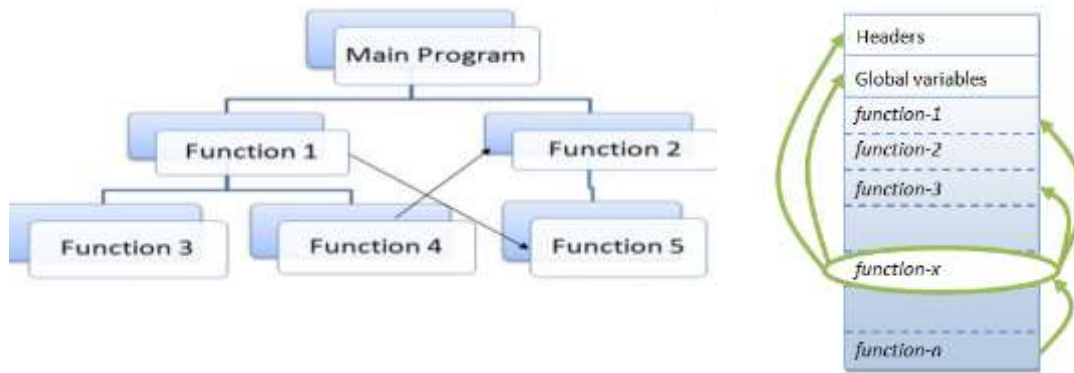 Main Program
Function 1
Function 2
Function 3
Function 4
Function 5
Headers
Global variables
function-1
function-2
function-3
function-x
function-n